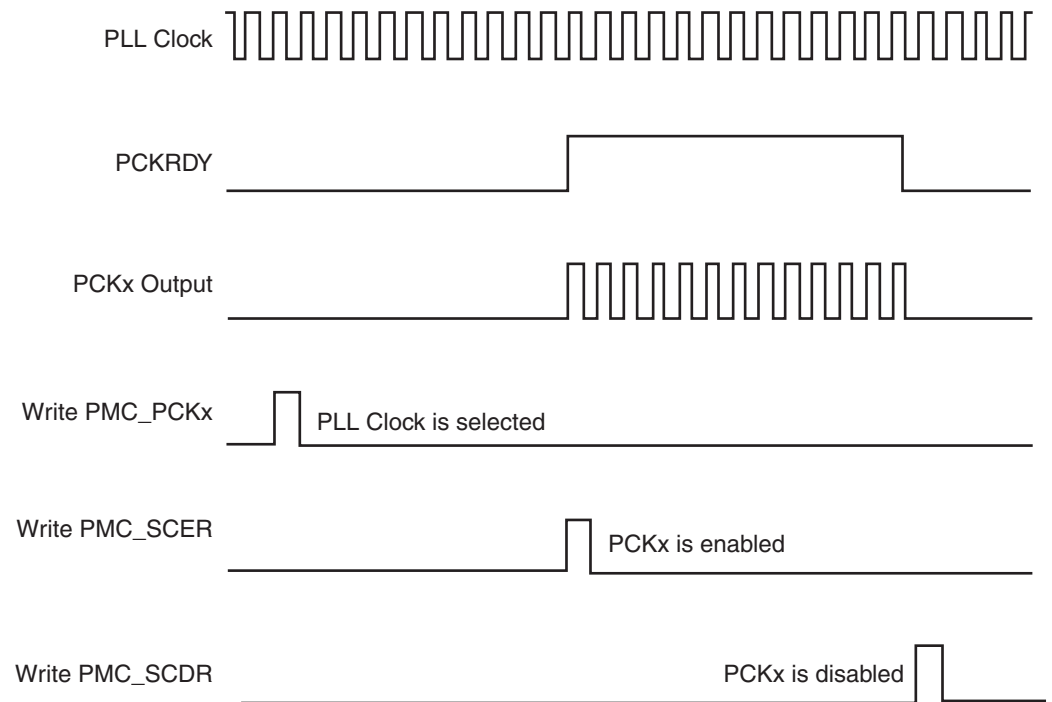 PLL Clock
PCKRDY
PCKx Output
Write PMC_PCKx
PLL Clock is selected
Write PMC_SCER
PCKx is enabled
Write PMC_SCDR
PCKx is disabled